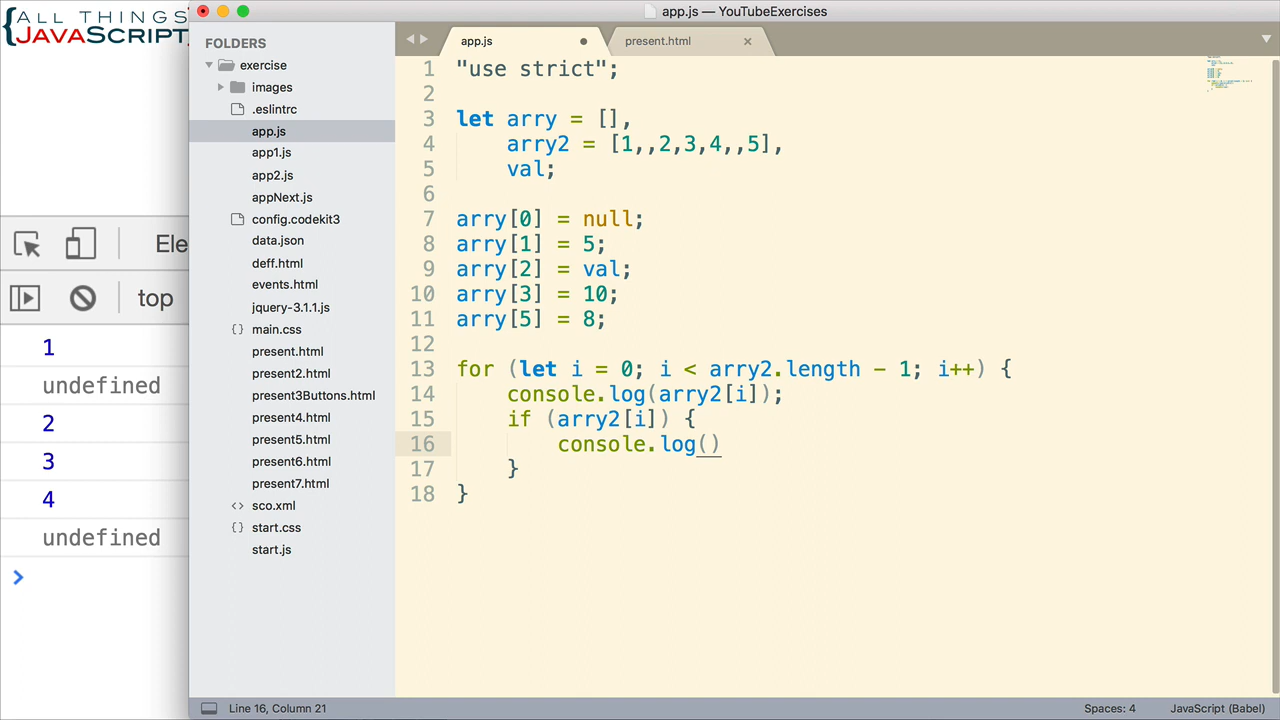 {ALL THINGS
JAVASCRIPT,
app.js — YouTubeExercises
FOLDERS
exercise
images
.eslintrc
app.js
app1.js
app2.js
appNext.js
config.codekit3
data.json
deff.html
events.html
jquery-3.1.1.js
{} main.css
present.html
present2.html
present3Buttons.html
present4.html
present5.html
present6.html
present7.html
<> sco.xml
{} start.css
start.js
app.js
present.html ×
1 "use strict";
2
3 let arry = [],
4 arry2 = [1,,2,3,4,,5],
5 val;
6
7 arry[0] = null;
8 arry[1] = 5;
9 arry[2] = val;
10 arry[3] = 10;
11 arry[5] = 8;
12
13 for (let i = 0; i < arry2.length - 1; i++) {
14 console.log(arry2[i]);
15 if (arry2[i]) {
16 console.log()
17 }
18 }
Ele
top
1
undefined
2
3
4
undefined
>
Line 16, Column 21
Spaces: 4
JavaScript (Babel)